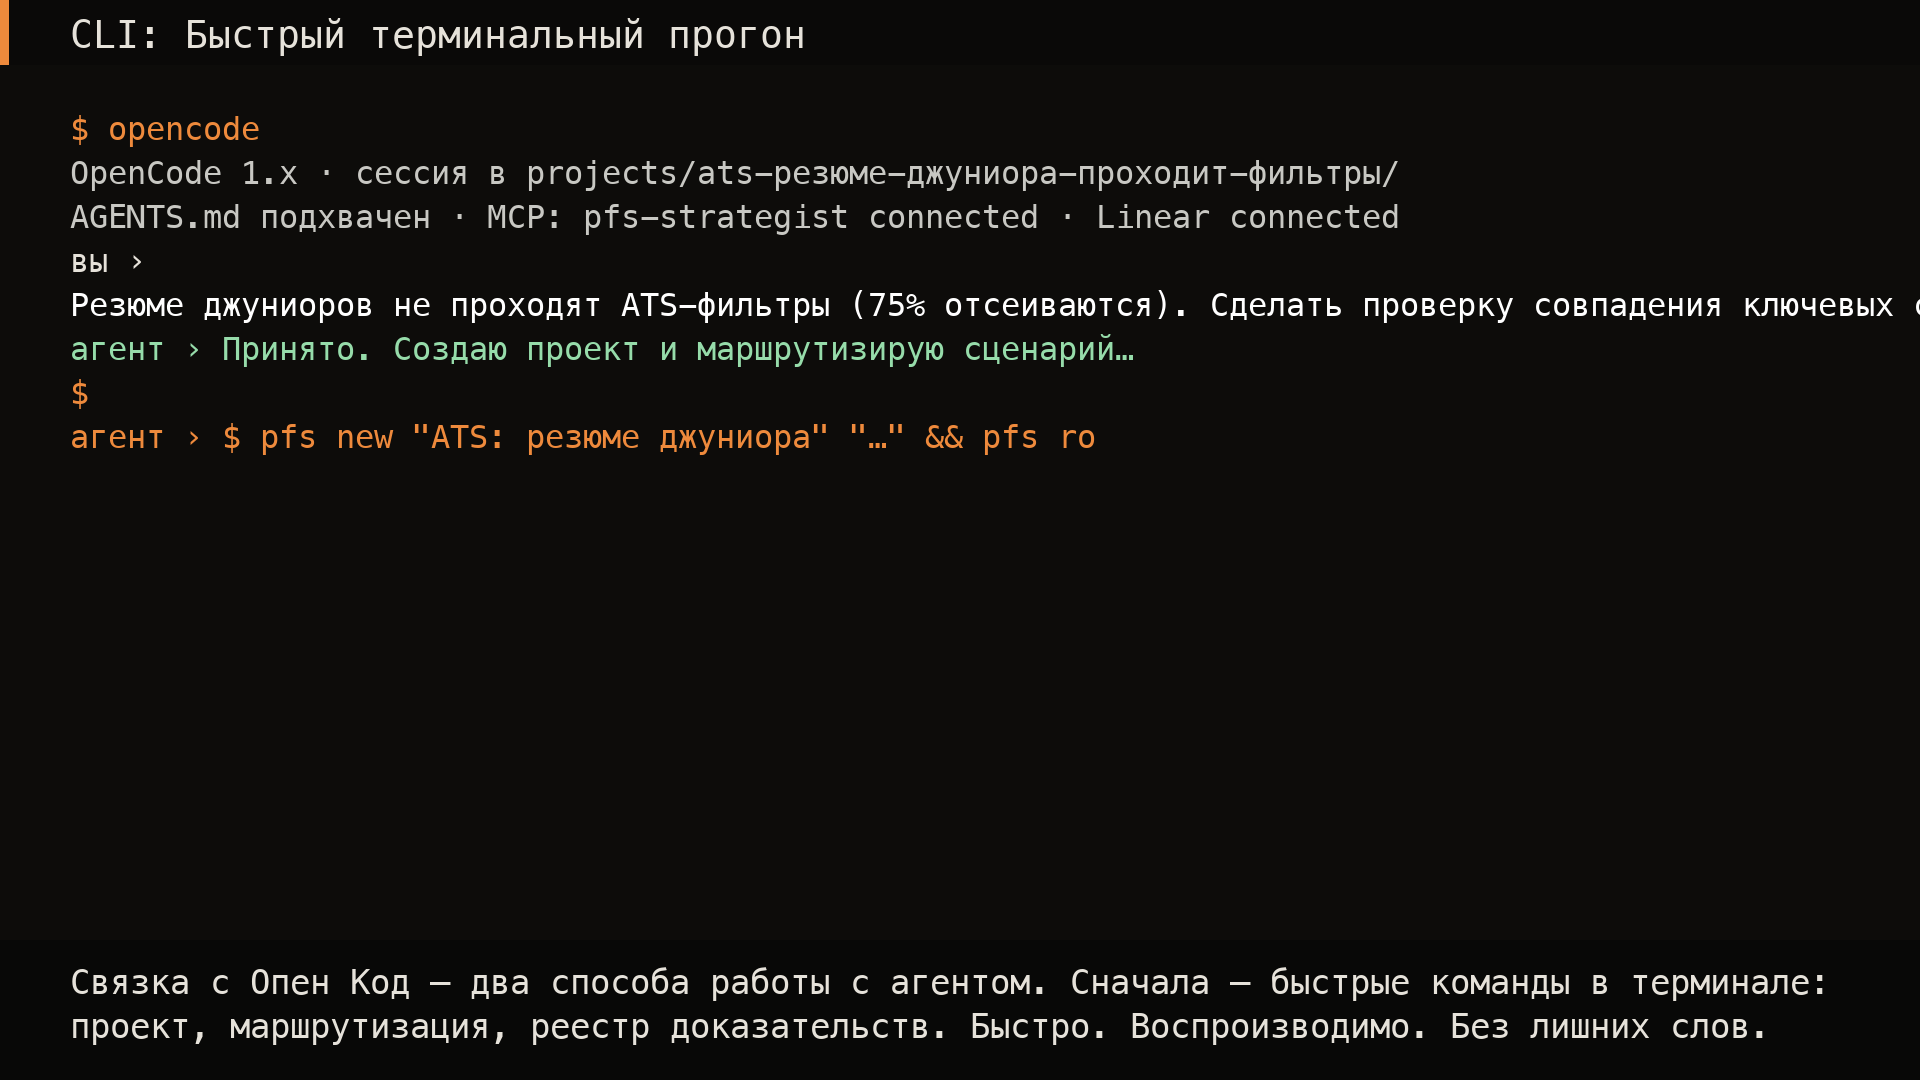 CLI: Быстрый терминальный прогон
$ opencode
OpenCode 1.x · сессия в projects/ats-резюме-джуниора-проходит-фильтры/
AGENTS.md подхвачен · MCP: pfs-strategist connected · Linear connected
вы ›
Резюме джуниоров не проходят ATS-фильтры (75% отсеиваются). Сделать проверку совпадения ключевых
агент › Принято. Создаю проект и маршрутизирую сценарий…
$
агент › $ pfs new "ATS: резюме джуниора" "…" && pfs ro
Связка с Опен Код — два способа работы с агентом. Сначала — быстрые команды в терминале:
проект, маршрутизация, реестр доказательств. Быстро. Воспроизводимо. Без лишних слов.